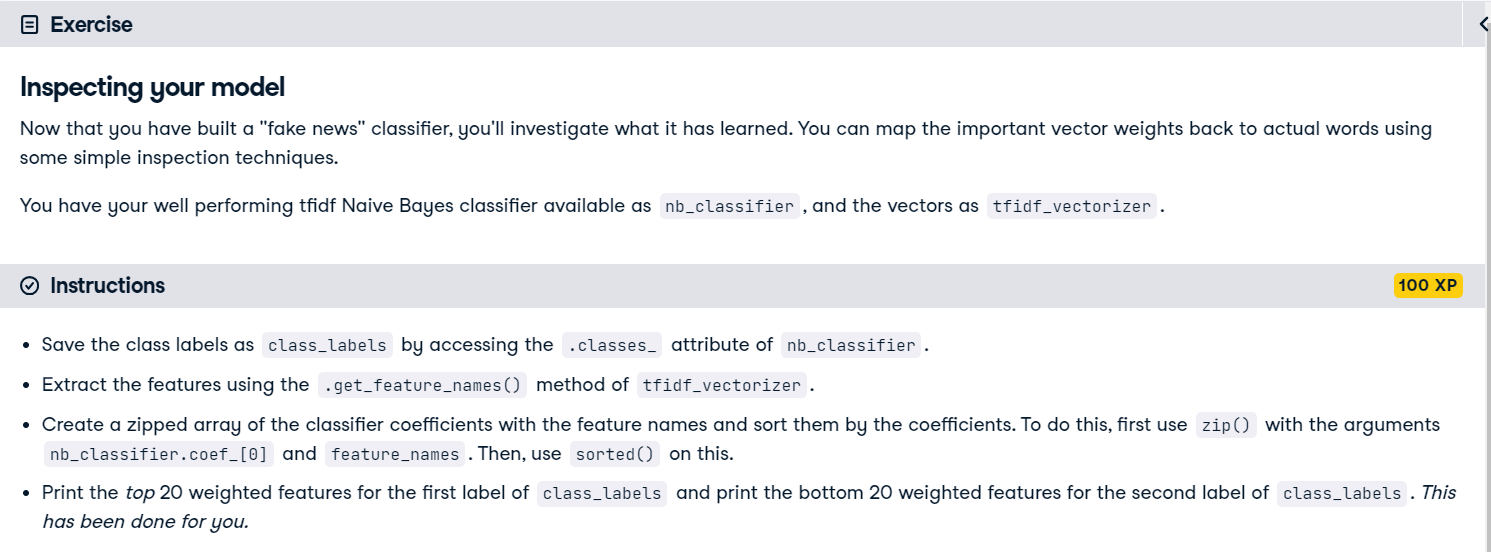 Exercise
Inspecting your model
Now that you have built a "fake news" classifier, you'll investigate what it has learned. You can map the important vector weights back to actual words using
some simple inspection techniques.
You have your well performing tfidf Naive Bayes classifier available as nb_classifier, and the vectors as tfidf_vectorizer.
Instructions
100 XP
• Save the class labels as class_labels by accessing the .classes_ attribute of nb_classifier.
• Extract the features using the .get_feature_names() method of tfidf_vectorizer.
• Create a zipped array of the classifier coefficients with the feature names and sort them by the coefficients. To do this, first use zip() with the arguments
nb_classifier.coef_[0] and feature_names. Then, use sorted() on this.
• Print the top 20 weighted features for the first label of class_labels and print the bottom 20 weighted features for the second label of class_labels. This
has been done for you.